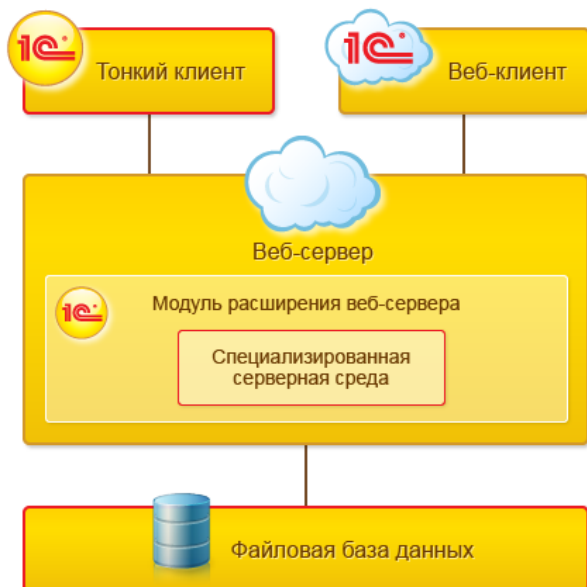 1С Тонкий клиент
1С Веб-клиент
Веб-сервер
1С Модуль расширения веб-сервера
Специализированная
серверная среда
Файловая база данных